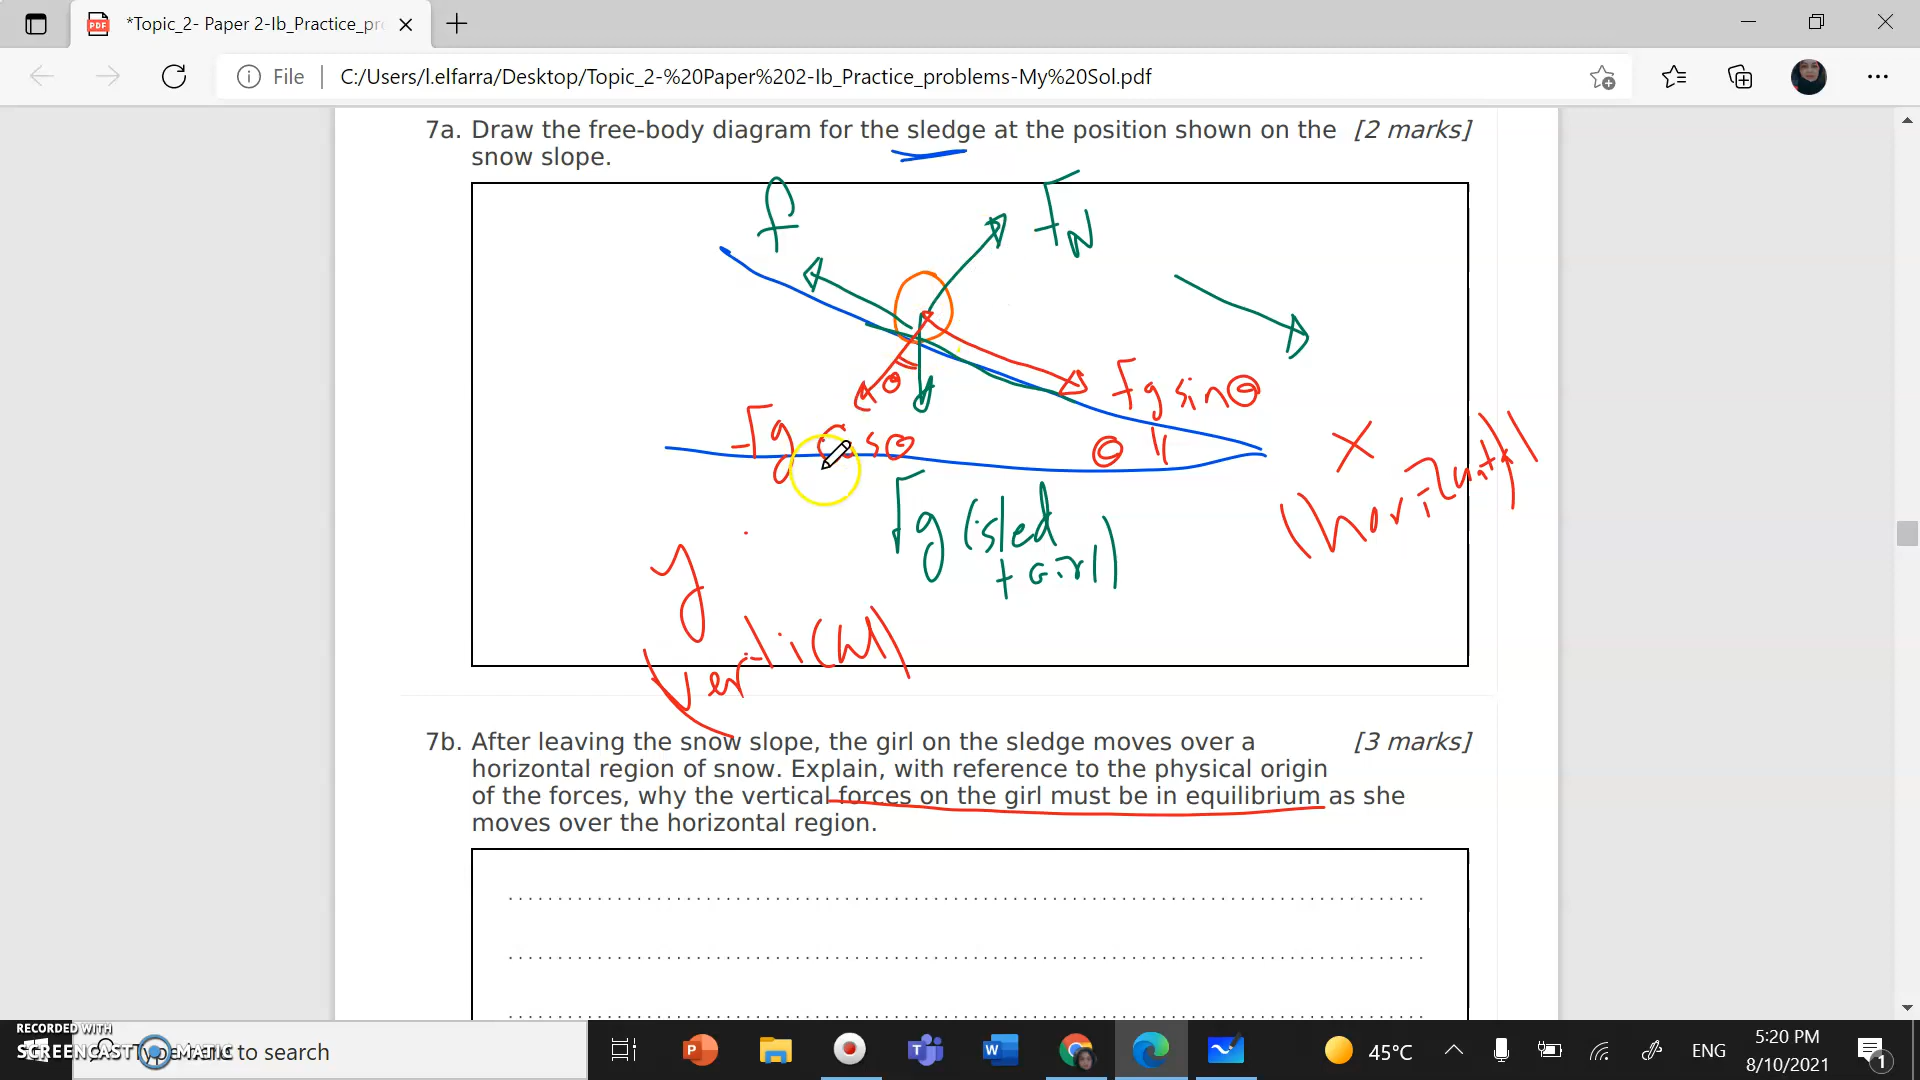 *Topic_2- Paper 2-Ib_Practice_pr
File
C:/Users/l.elfarra/Desktop/Topic_2-%20Paper%202-Ib_Practice_problems-My%20Sol.pdf
7a. Draw the free-body diagram for the sledge at the position shown on the [2 marks]
snow slope.
f
FN
Fg sinθ
θ
Fg cosθ
θ
x
(horizontal)
Fg (sled
+ Girl)
y
(vertical)
7b. After leaving the snow slope, the girl on the sledge moves over a [3 marks]
horizontal region of snow. Explain, with reference to the physical origin
of the forces, why the vertical forces on the girl must be in equilibrium as she
moves over the horizontal region.
RECORDED WITH
SCREENCAST MATIC
to search
45°C
ENG
5:20 PM
8/10/2021
1